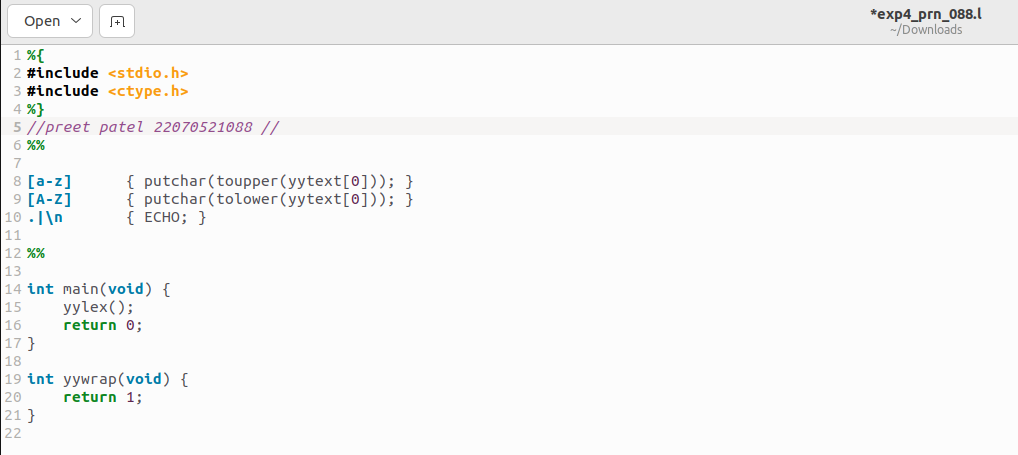 Open
*exp4_prn_088.l
~/Downloads
1 %{
2 #include <stdio.h>
3 #include <ctype.h>
4 %}
5 //preet patel 22070521088 //
6 %%
7
8 [a-z]      { putchar(toupper(yytext[0])); }
9 [A-Z]      { putchar(tolower(yytext[0])); }
10 .|\n       { ECHO; }
11
12 %%
13
14 int main(void) {
15     yylex();
16     return 0;
17 }
18
19 int yywrap(void) {
20     return 1;
21 }
22